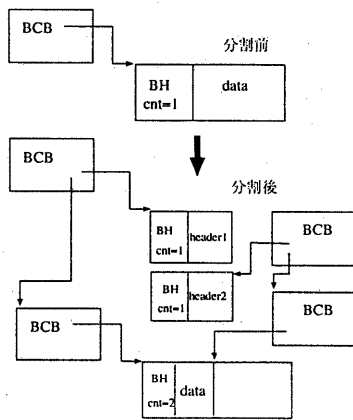 BCB
分割前
BH
cnt=1
data
BCB
分割後
BH
cnt=1
header1
BCB
BH
cnt=1
header2
BCB
BCB
BH
cnt=2
data